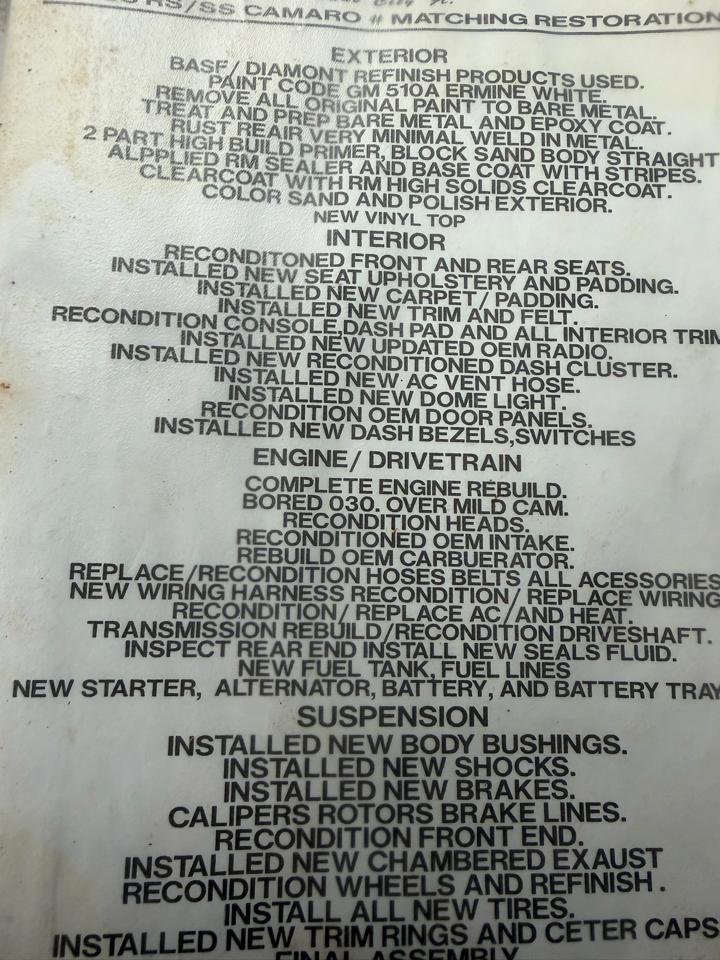 RS/SS CAMARO # MATCHING RESTORATION
EXTERIOR
BASF/ DIAMONT REFINISH PRODUCTS USED.
PAINT CODE GM 510A ERMINE WHITE.
REMOVE ALL ORIGINAL PAINT TO BARE METAL.
TREAT AND PREP BARE METAL AND EPOXY COAT.
RUST REAIR VERY MINIMAL WELD IN METAL.
2 PART HIGH BUILD PRIMER, BLOCK SAND BODY STRAIGHT
ALPPLIED RM SEALER AND BASE COAT WITH STRIPES.
CLEARCOAT WITH RM HIGH SOLIDS CLEARCOAT.
COLOR SAND AND POLISH EXTERIOR.
NEW VINYL TOP
INTERIOR
RECONDITONED FRONT AND REAR SEATS.
INSTALLED NEW SEAT UPHOLSTERY AND PADDING.
INSTALLED NEW CARPET/ PADDING.
INSTALLED NEW TRIM AND FELT.
RECONDITION CONSOLE,DASH PAD AND ALL INTERIOR TRIM
INSTALLED NEW UPDATED OEM RADIO.
INSTALLED NEW RECONDITIONED DASH CLUSTER.
INSTALLED NEW AC VENT HOSE.
INSTALLED NEW DOME LIGHT.
RECONDITION OEM DOOR PANELS.
INSTALLED NEW DASH BEZELS,SWITCHES
ENGINE/ DRIVETRAIN
COMPLETE ENGINE REBUILD.
BORED 030. OVER MILD CAM.
RECONDITION HEADS.
RECONDITIONED OEM INTAKE.
REBUILD OEM CARBUERATOR.
REPLACE/RECONDITION HOSES BELTS ALL ACESSORIES
NEW WIRING HARNESS RECONDITION/ REPLACE WIRING
RECONDITION/ REPLACE AC/AND HEAT.
TRANSMISSION REBUILD/RECONDITION DRIVESHAFT.
INSPECT REAR END INSTALL NEW SEALS FLUID.
NEW FUEL TANK, FUEL LINES
NEW STARTER, ALTERNATOR, BATTERY, AND BATTERY TRAY
SUSPENSION
INSTALLED NEW BODY BUSHINGS.
INSTALLED NEW SHOCKS.
INSTALLED NEW BRAKES.
CALIPERS ROTORS BRAKE LINES.
RECONDITION FRONT END.
INSTALLED NEW CHAMBERED EXAUST
RECONDITION WHEELS AND REFINISH.
INSTALL ALL NEW TIRES.
INSTALLED NEW TRIM RINGS AND CETER CAPS
FINAL ASSEMBLY